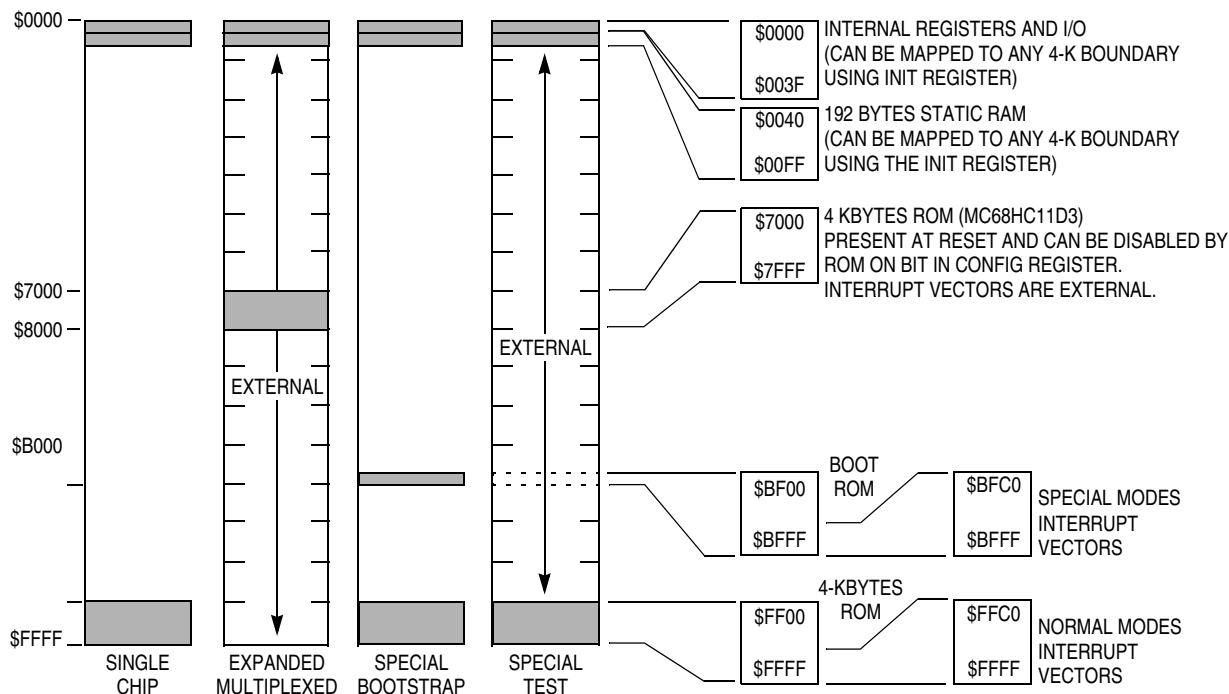 $0000
$7000
$8000
$B000
$FFFF
EXTERNAL
EXTERNAL
SINGLE
CHIP
EXPANDED
MULTIPLEXED
SPECIAL
BOOTSTRAP
SPECIAL
TEST
$0000
$003F
INTERNAL REGISTERS AND I/O
(CAN BE MAPPED TO ANY 4-K BOUNDARY
USING INIT REGISTER)
$0040
$00FF
192 BYTES STATIC RAM
(CAN BE MAPPED TO ANY 4-K BOUNDARY
USING THE INIT REGISTER)
$7000
$7FFF
4 KBYTES ROM (MC68HC11D3)
PRESENT AT RESET AND CAN BE DISABLED BY
ROM ON BIT IN CONFIG REGISTER.
INTERRUPT VECTORS ARE EXTERNAL.
$BF00
$BFFF
BOOT
ROM
$BFC0
$BFFF
SPECIAL MODES
INTERRUPT
VECTORS
$FF00
$FFFF
4-KBYTES
ROM
$FFC0
$FFFF
NORMAL MODES
INTERRUPT
VECTORS